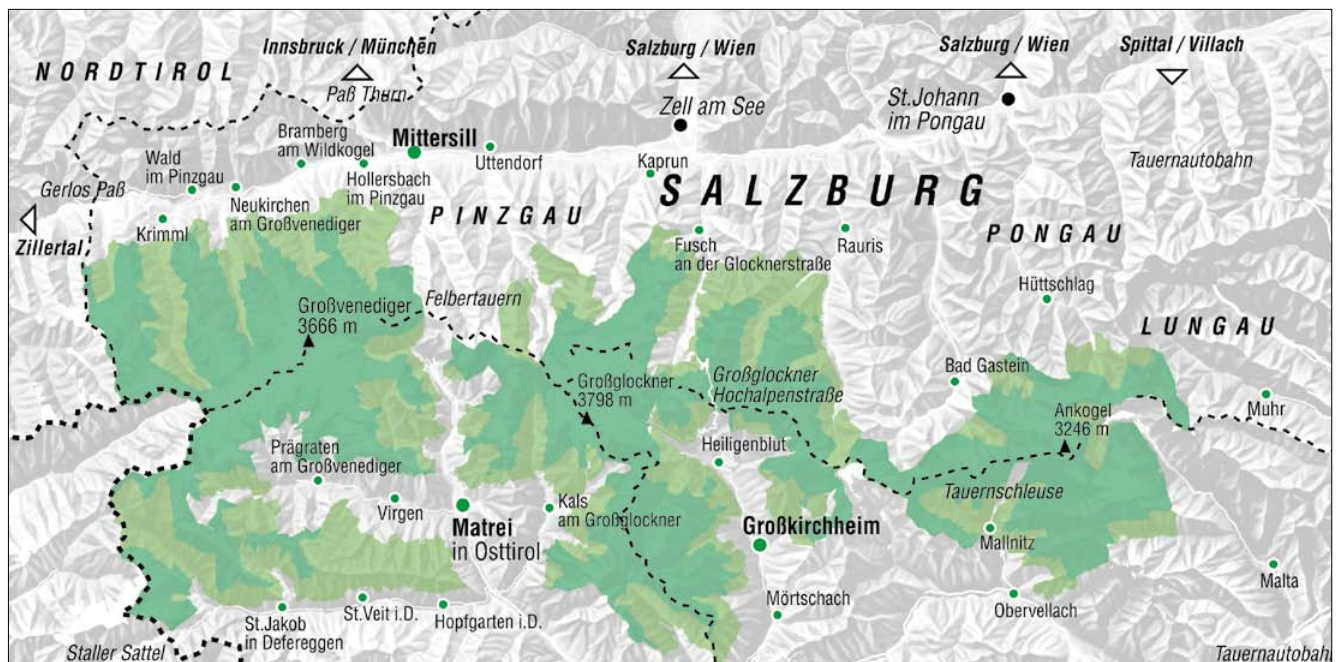 Innsbruck / München
Salzburg / Wien
Salzburg / Wien
Spittal / Villach
NORDTIROL
Paß Thurn
Zell am See
St.Johann
im Pongau
Bramberg
am Wildkogel
Mittersill
Uttendorf
Wald
im Pinzgau
Hollersbach
im Pinzgau
Kaprun
Tauernautobahn
Gerlos Paß
Neukirchen
am Großvenediger
SALZBURG
PINZGAU
Zillertal
Krimml
Fusch
an der Glocknerstraße
Rauris
PONGAU
Hüttschlag
Großvenediger
3666 m
Felbertauern
LUNGAU
Großglockner
3798 m
Großglockner
Hochalpenstraße
Bad Gastein
Ankogel
3246 m
Muhr
Prägraten
am Großvenediger
Heiligenblut
Virgen
Matrei
in Osttirol
Kals
am Großglockner
Großkirchheim
Tauernschleuse
Mallnitz
Malta
St.Jakob
in Defereggen
St.Veit i.D.
Hopfgarten i.D.
Mörtschach
Obervellach
Staller Sattel
Tauernautobahn